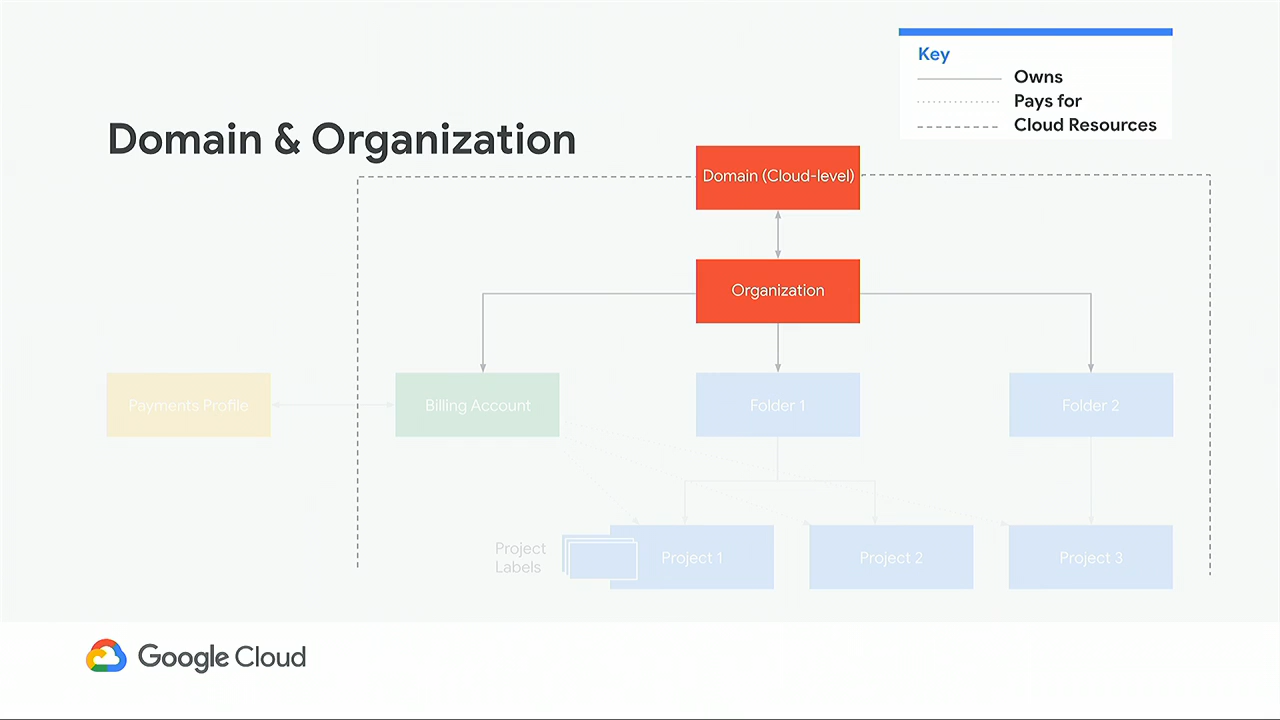 Key
Owns
Pays for
Cloud Resources
Domain & Organization
Domain (Cloud-level)
Organization
Payments Profile
Billing Account
Folder 1
Folder 2
Project
Labels
Project 1
Project 2
Project 3
Google Cloud